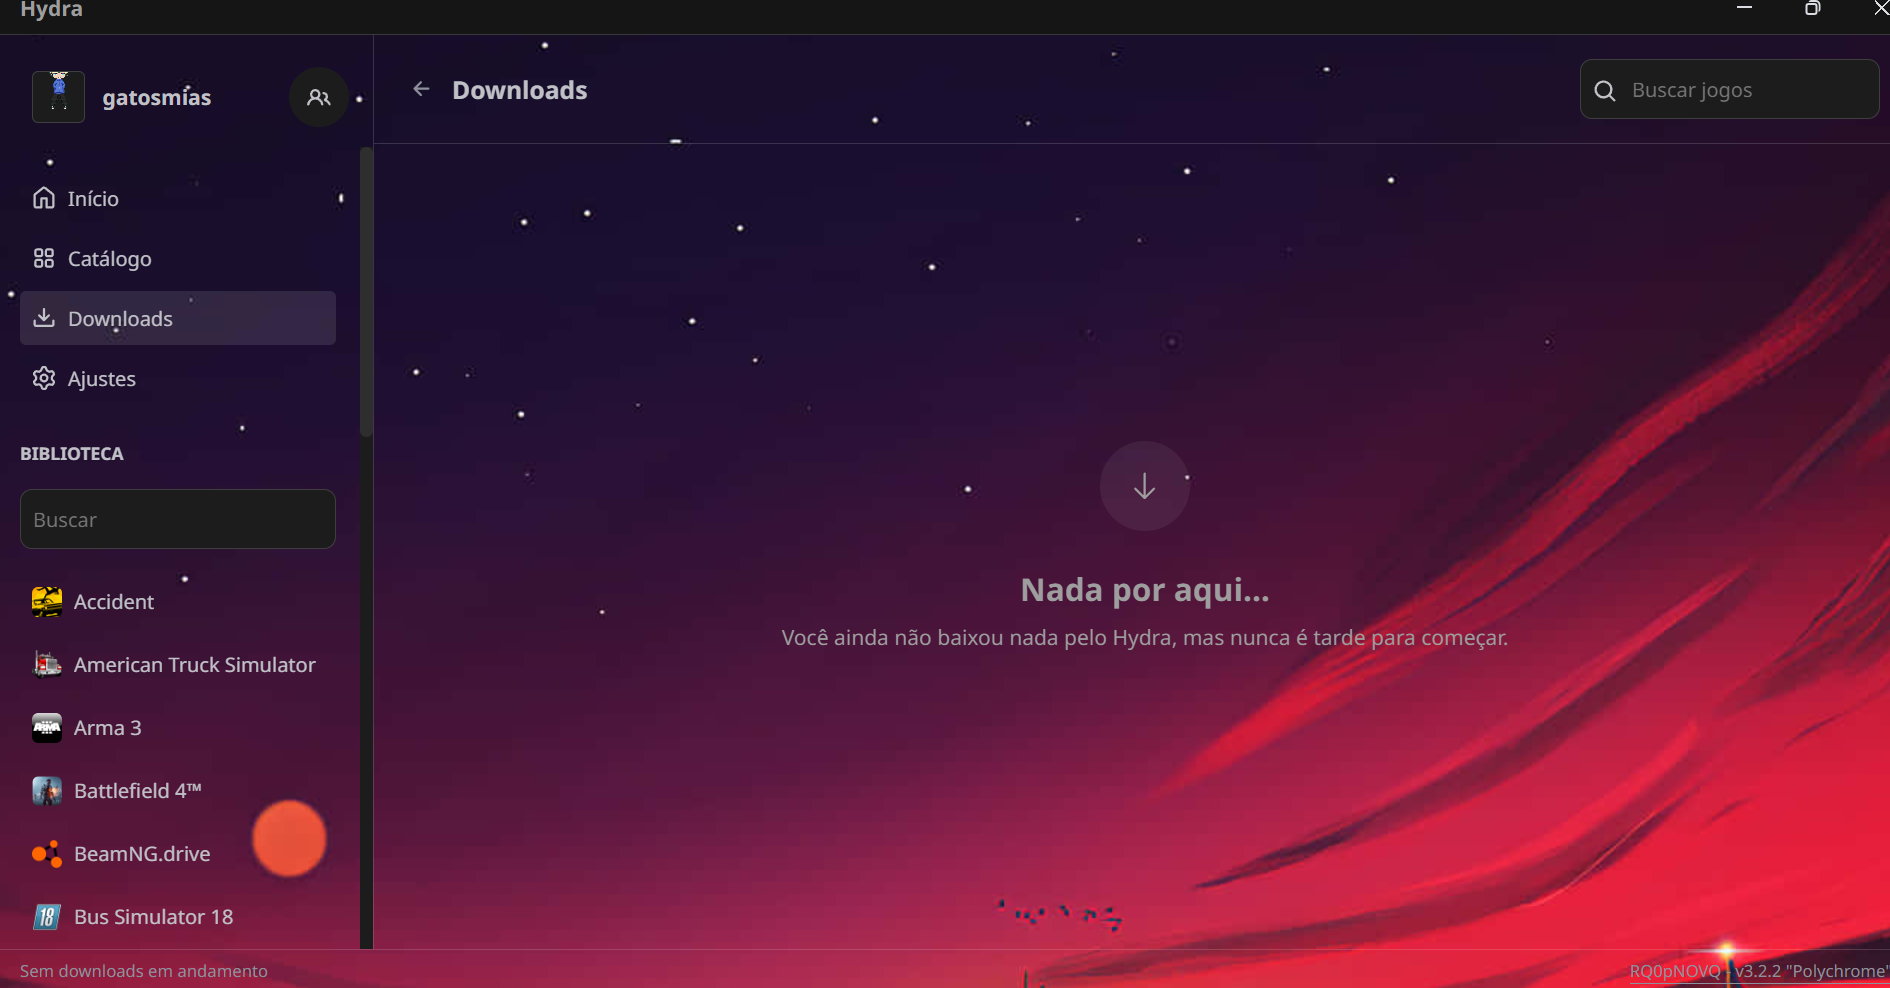 Hydra
gatosmias
Início
Catálogo
Downloads
Ajustes
BIBLIOTECA
Buscar
Accident
American Truck Simulator
Arma 3
Battlefield 4™
BeamNG.drive
18 Bus Simulator 18
Sem downloads em andamento
Downloads
Buscar jogos
Nada por aqui...
Você ainda não baixou nada pelo Hydra, mas nunca é tarde para começar.
RQ0pNOVQ - v3.2.2 "Polychrome"